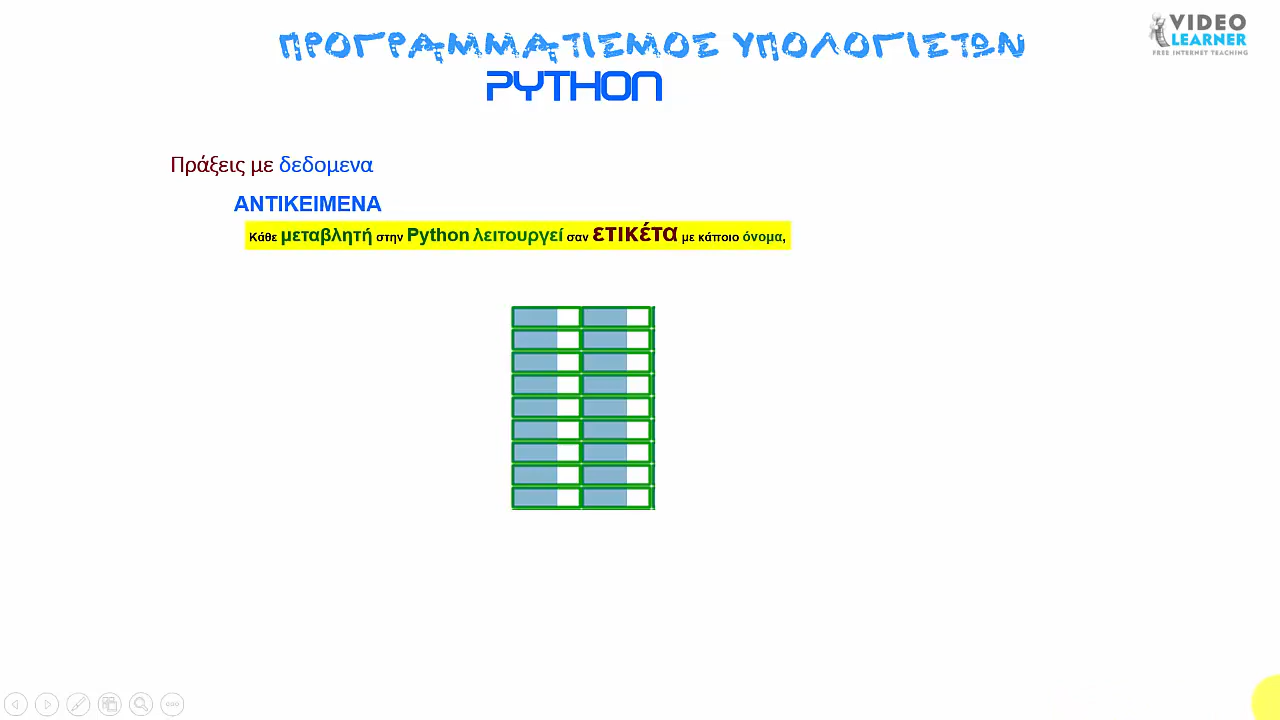 ΠΡΟΓΡΑΜΜΑΤΙΣΜΟΣ ΥΠΟΛΟΓΙΣΤΩΝ
PYTHON
VIDEO
LEARNER
FREE INTERNET TEACHING
Πράξεις με δεδομενα
ΑΝΤΙΚΕΙΜΕΝΑ
Κάθε μεταβλητή στην Python λειτουργεί σαν ετικέτα με κάποιο όνομα,